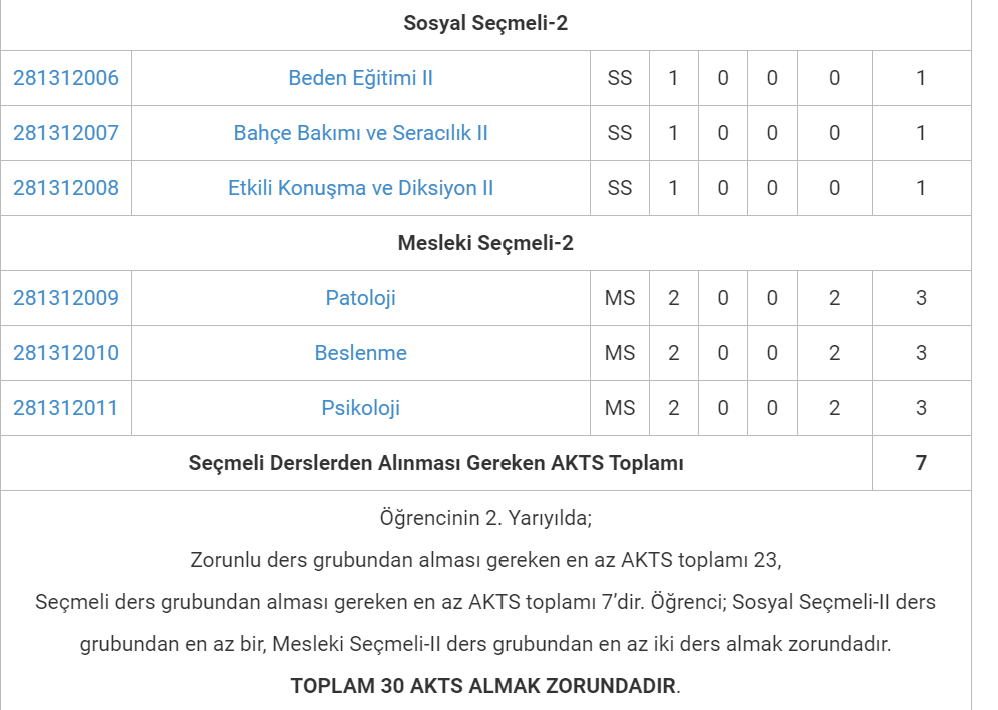 Sosyal Seçmeli-2
281312006 Beden Eğitimi II SS 1 0 0 0 1
281312007 Bahçe Bakımı ve Seracılık II SS 1 0 0 0 1
281312008 Etkili Konuşma ve Diksiyon II SS 1 0 0 0 1
Mesleki Seçmeli-2
281312009 Patoloji MS 2 0 0 2 3
281312010 Beslenme MS 2 0 0 2 3
281312011 Psikoloji MS 2 0 0 2 3
Seçmeli Derslerden Alınması Gereken AKTS Toplamı 7
Öğrencinin 2. Yarıyılda;
Zorunlu ders grubundan alması gereken en az AKTS toplamı 23,
Seçmeli ders grubundan alması gereken en az AKTS toplamı 7’dir. Öğrenci; Sosyal Seçmeli-II ders
grubundan en az bir, Mesleki Seçmeli-II ders grubundan en az iki ders almak zorundadır.
TOPLAM 30 AKTS ALMAK ZORUNDADIR.